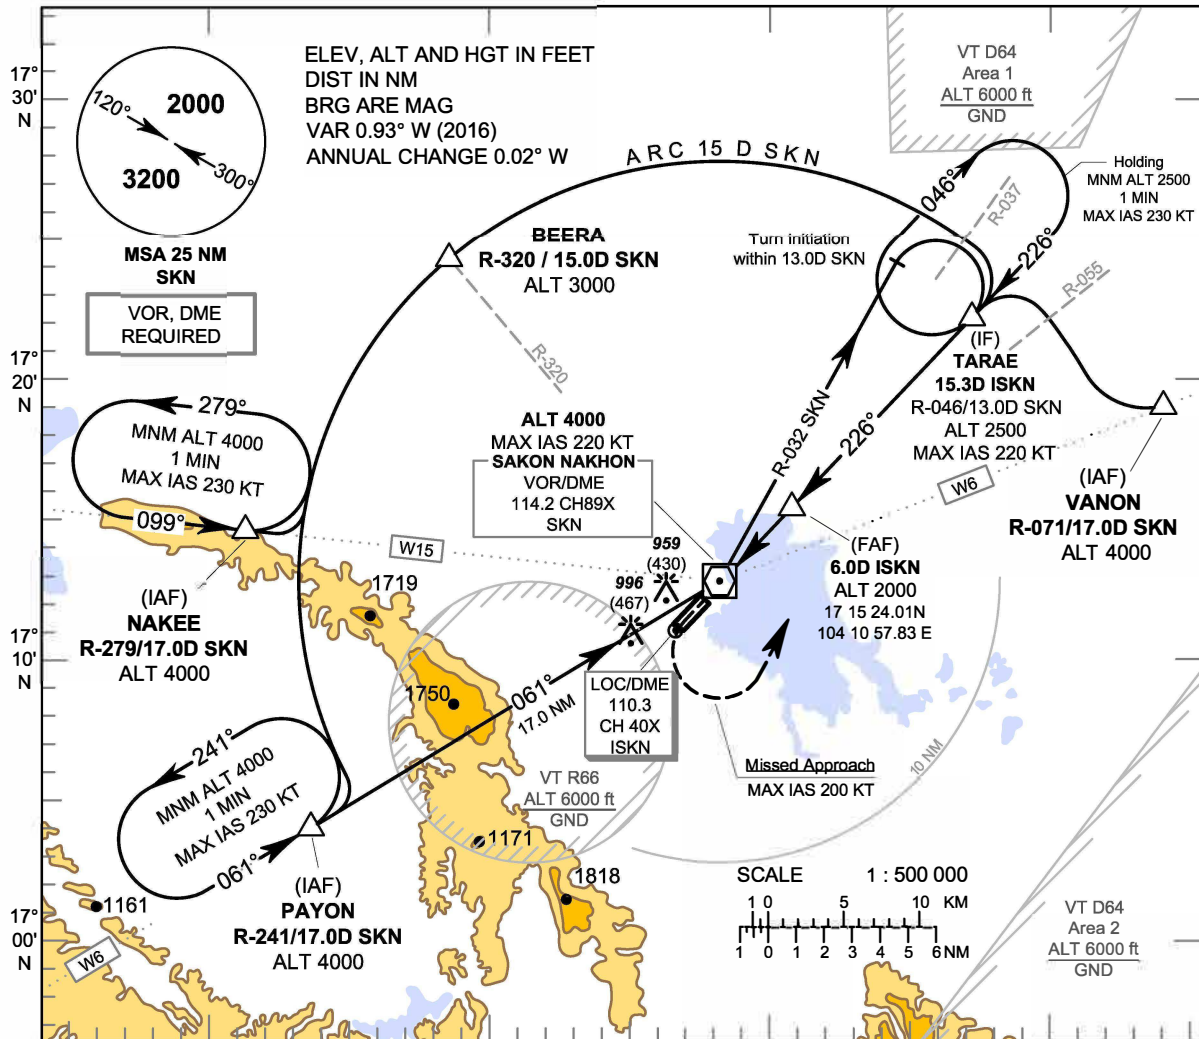 ELEV, ALT AND HGT IN FEET
DIST IN NM
BRG ARE MAG
VAR 0.93° W (2016)
ANNUAL CHANGE 0.02° W
17°
30'
N
120°
2000
3200
300°
MSA 25 NM
SKN
VOR, DME
REQUIRED
VT D64
Area 1
ALT 6000 ft
GND
ARC 15 D SKN
Holding
MNM ALT 2500
1 MIN
MAX IAS 230 KT
046°
R-037
226°
R-055
Turn Initiation
within 13.0D SKN
BEERA
R-320 / 15.0D SKN
ALT 3000
R-320
17°
20'
N
(IF)
TARAE
15.3D ISKN
R-046/13.0D SKN
ALT 2500
MAX IAS 220 KT
279°
MNM ALT 4000
1 MIN
MAX IAS 230 KT
099°
ALT 4000
MAX IAS 220 KT
SAKON NAKHON
VOR/DME
114.2 CH89X
SKN
R-032 SKN
226°
W6
(IAF)
VANON
R-071/17.0D SKN
ALT 4000
W15
959
(430)
996
(467)
(FAF)
6.0D ISKN
ALT 2000
17 15 24.01N
104 10 57.83 E
(IAF)
NAKEE
R-279/17.0D SKN
ALT 4000
1719
17°
10'
N
1750
061°
17.0 NM
LOC/DME
110.3
CH 40X
ISKN
10 NM
Missed Approach
MAX IAS 200 KT
241°
MNM ALT 4000
1 MIN
MAX IAS 230 KT
061°
VT R66
ALT 6000 ft
GND
1171
1818
(IAF)
PAYON
R-241/17.0D SKN
ALT 4000
1161
W6
17°
00'
N
SCALE 1 : 500 000
1 0 5 10 KM
1 0 1 2 3 4 5 6 NM
VT D64
Area 2
ALT 6000 ft
GND